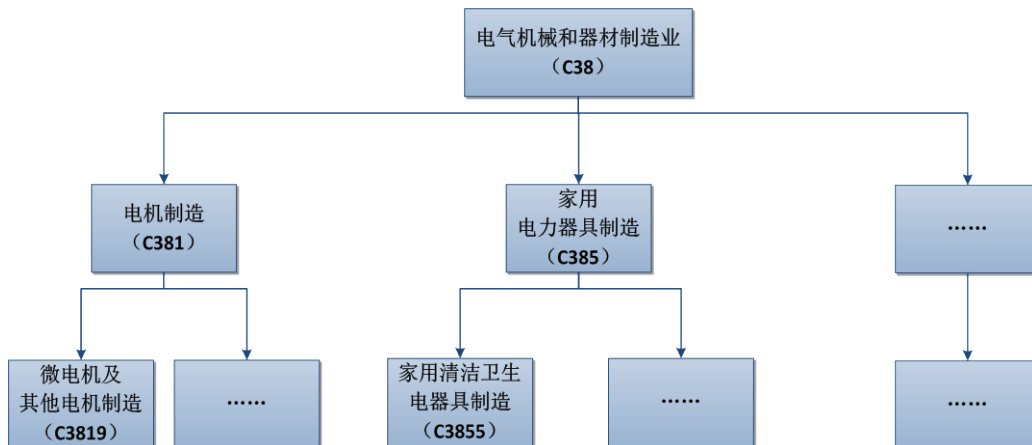 电气机械和器材制造业
（C38）
电机制造
（C381）
家用
电力器具制造
（C385）
……
微电机及
其他电机制造
（C3819）
……
家用清洁卫生
电器具制造
（C3855）
……
……